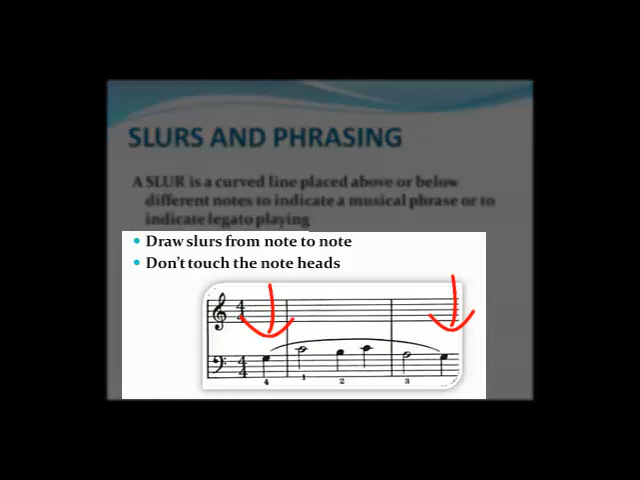 SLURS AND PHRASING
A SLUR is a curved line placed above or below
different notes to indicate a musical phrase or to
indicate legato playing
Draw slurs from note to note
Don't touch the note heads
4
4
4
4
4 1 2 3